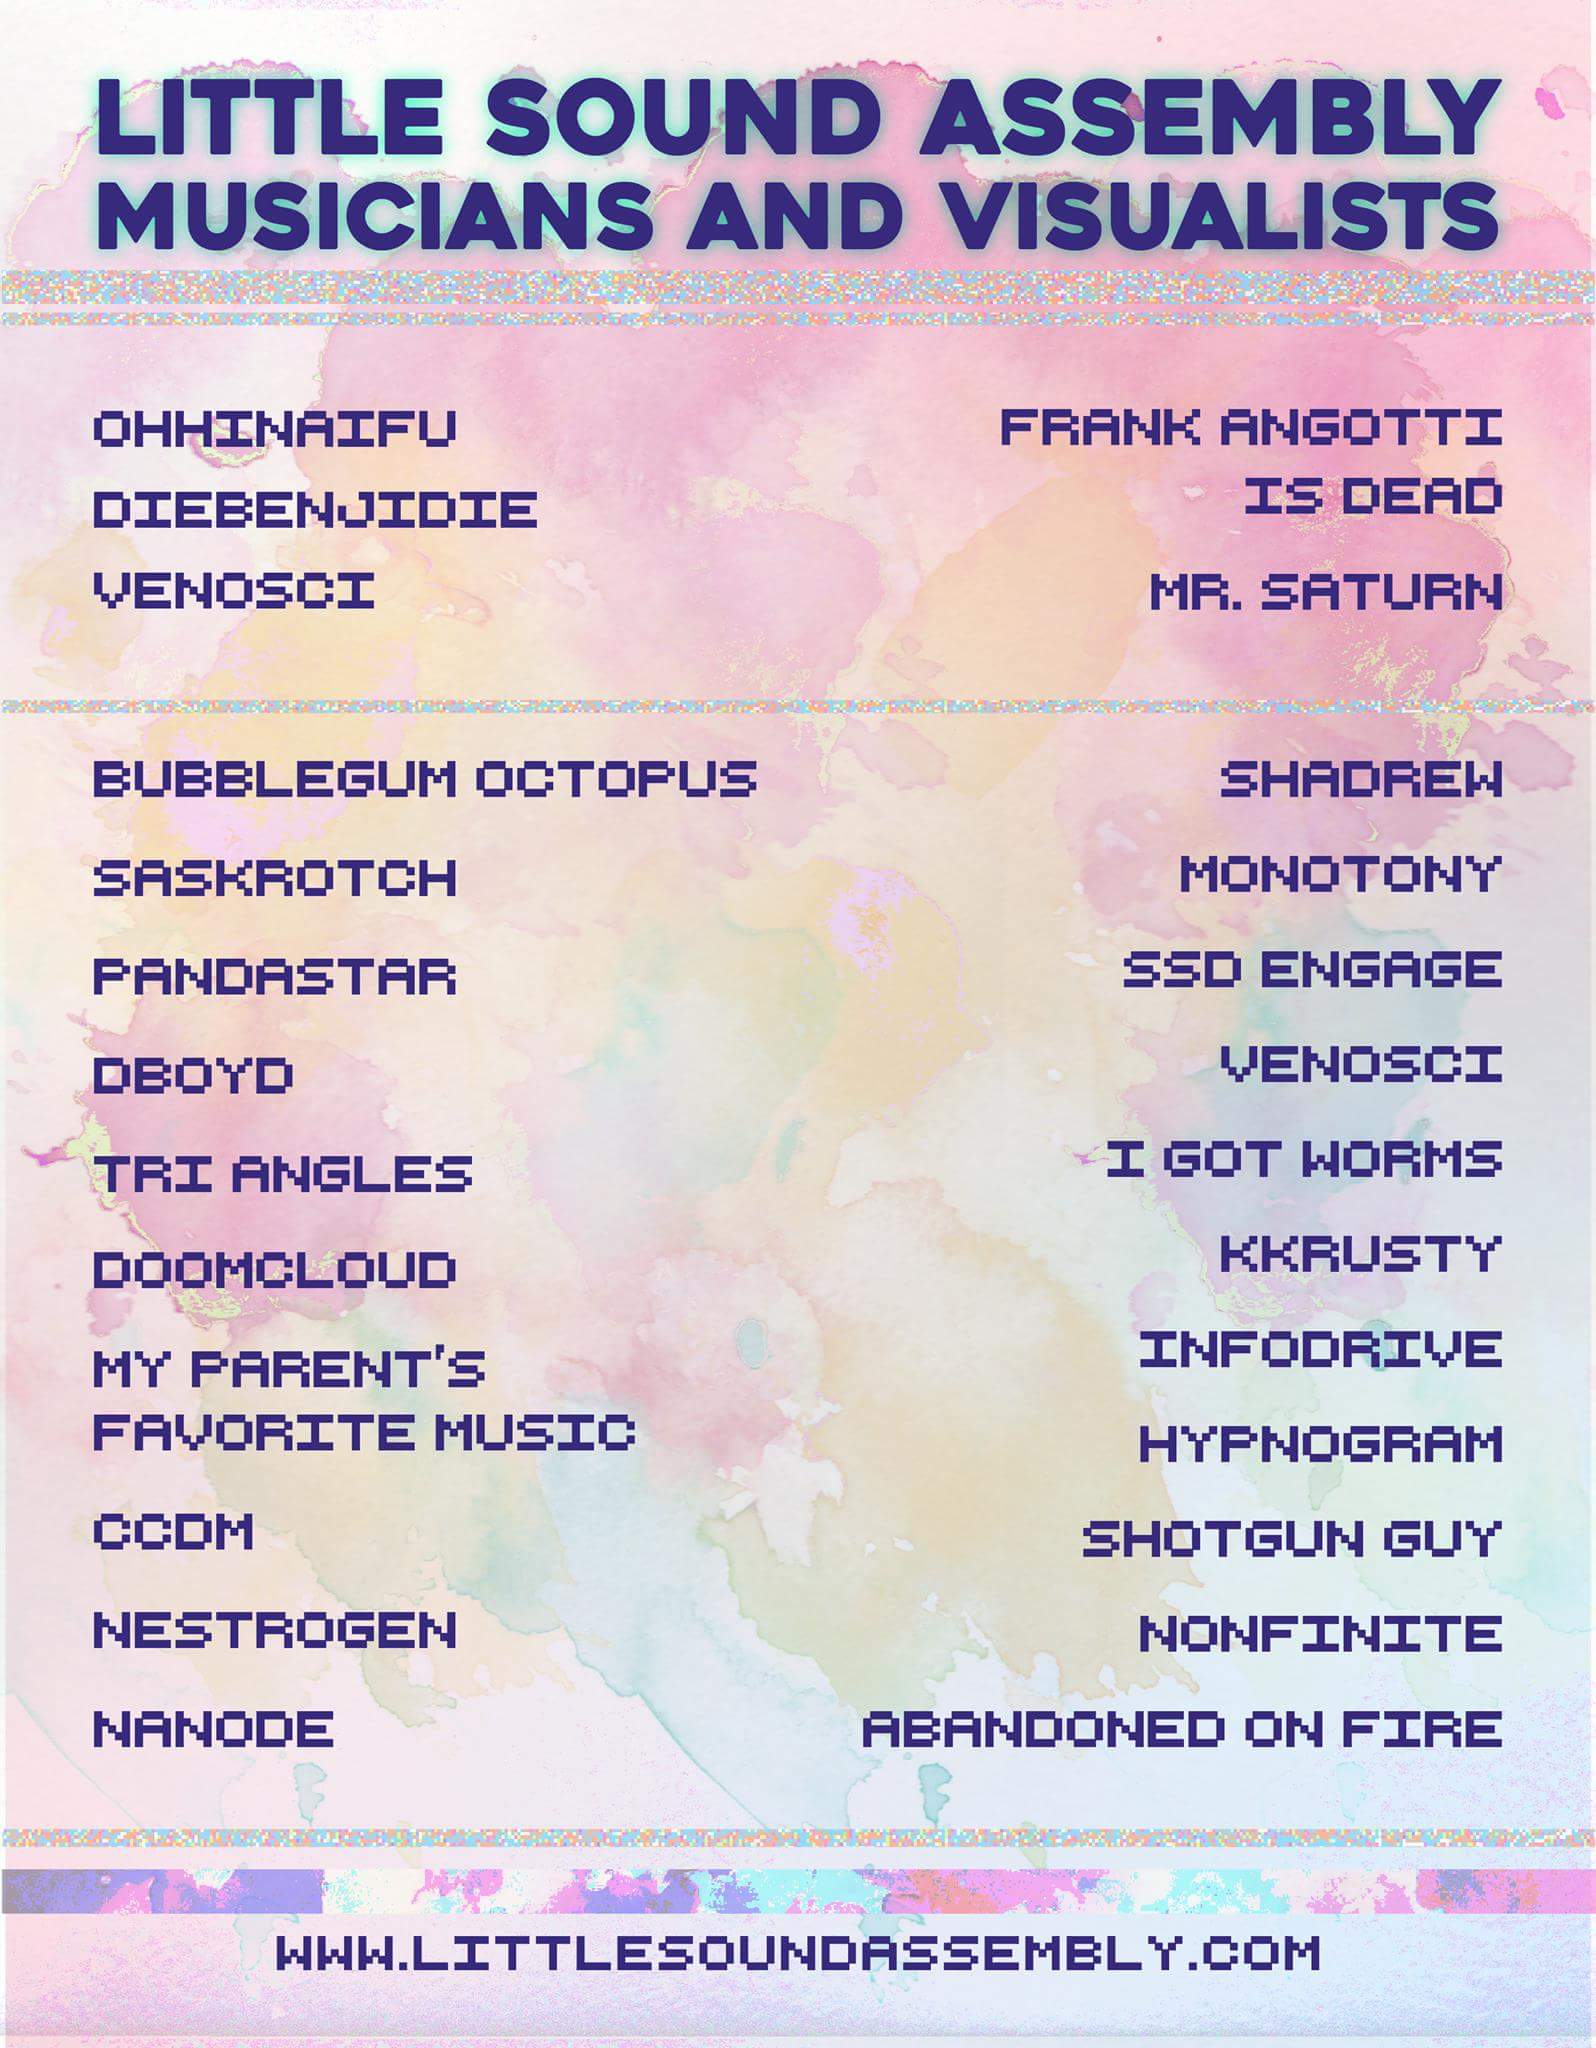 LITTLE SOUND ASSEMBLY
MUSICIANS AND VISUALISTS
OHHINAIFU
DIEBENJIDIE
VENOSCI
FRANK ANGOTTI
IS DEAD
MR. SATURN
BUBBLEGUM OCTOPUS
SASKROTCH
PANDASTAR
DBOYD
TRI ANGLES
DOOMCLOUD
MY PARENT'S
FAVORITE MUSIC
CCDM
NESTROGEN
NANODE
SHADREW
MONOTONY
SSD ENGAGE
VENOSCI
I GOT WORMS
KKRUSTY
INFODRIVE
HYPNOGRAM
SHOTGUN GUY
NONFINITE
ABANDONED ON FIRE
WWW.LITTLESOUNDASSEMBLY.COM